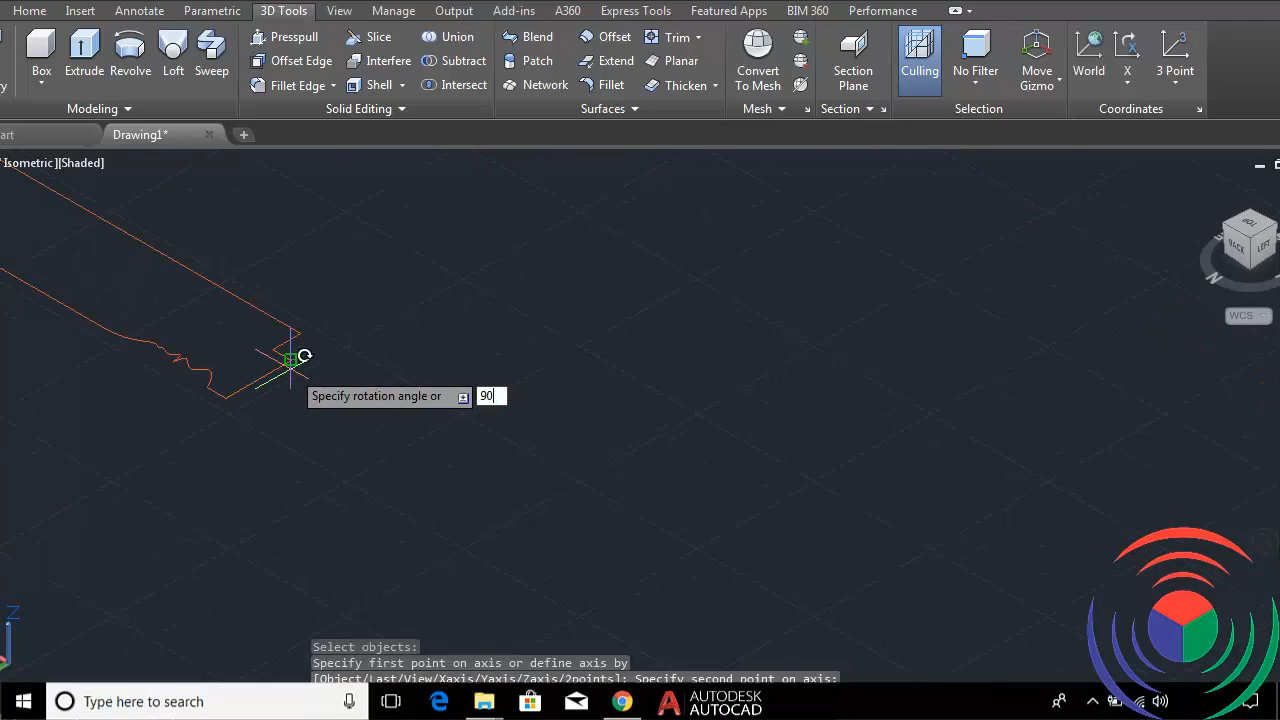 Home Insert Annotate Parametric 3D Tools View Manage Output Add-ins A360 Express Tools Featured Apps BIM 360 Performance
Presspull Slice Union Blend Offset Trim
Offset Edge Interfere Subtract Patch Extend Planar
Box Extrude Revolve Loft Sweep
Fillet Edge Shell Intersect Network Fillet Thicken
Convert To Mesh
Section Plane
Culling No Filter
Move Gizmo
World X 3 Point
Modeling Solid Editing Surfaces Mesh Section Selection Coordinates
art Drawing1*
Isometric][Shaded]
TOP
BACK LEFT
N
WCS
Specify rotation angle or 90
Z
Select objects:
Specify first point on axis or define axis by
[Object/Last/View/Xaxis/Yaxis/Zaxis/2points]: Specify second point on axis:
Type here to search
AUTODESK
AUTOCAD